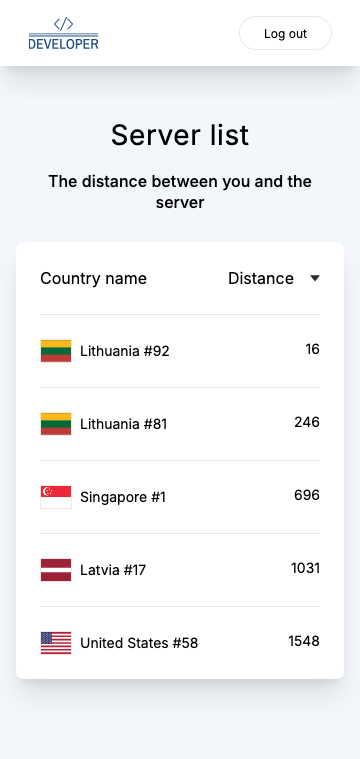 </>
DEVELOPER
Log out
Server list
The distance between you and the
server
Country name Distance
Lithuania #92 16
Lithuania #81 246
Singapore #1 696
Latvia #17 1031
United States #58 1548